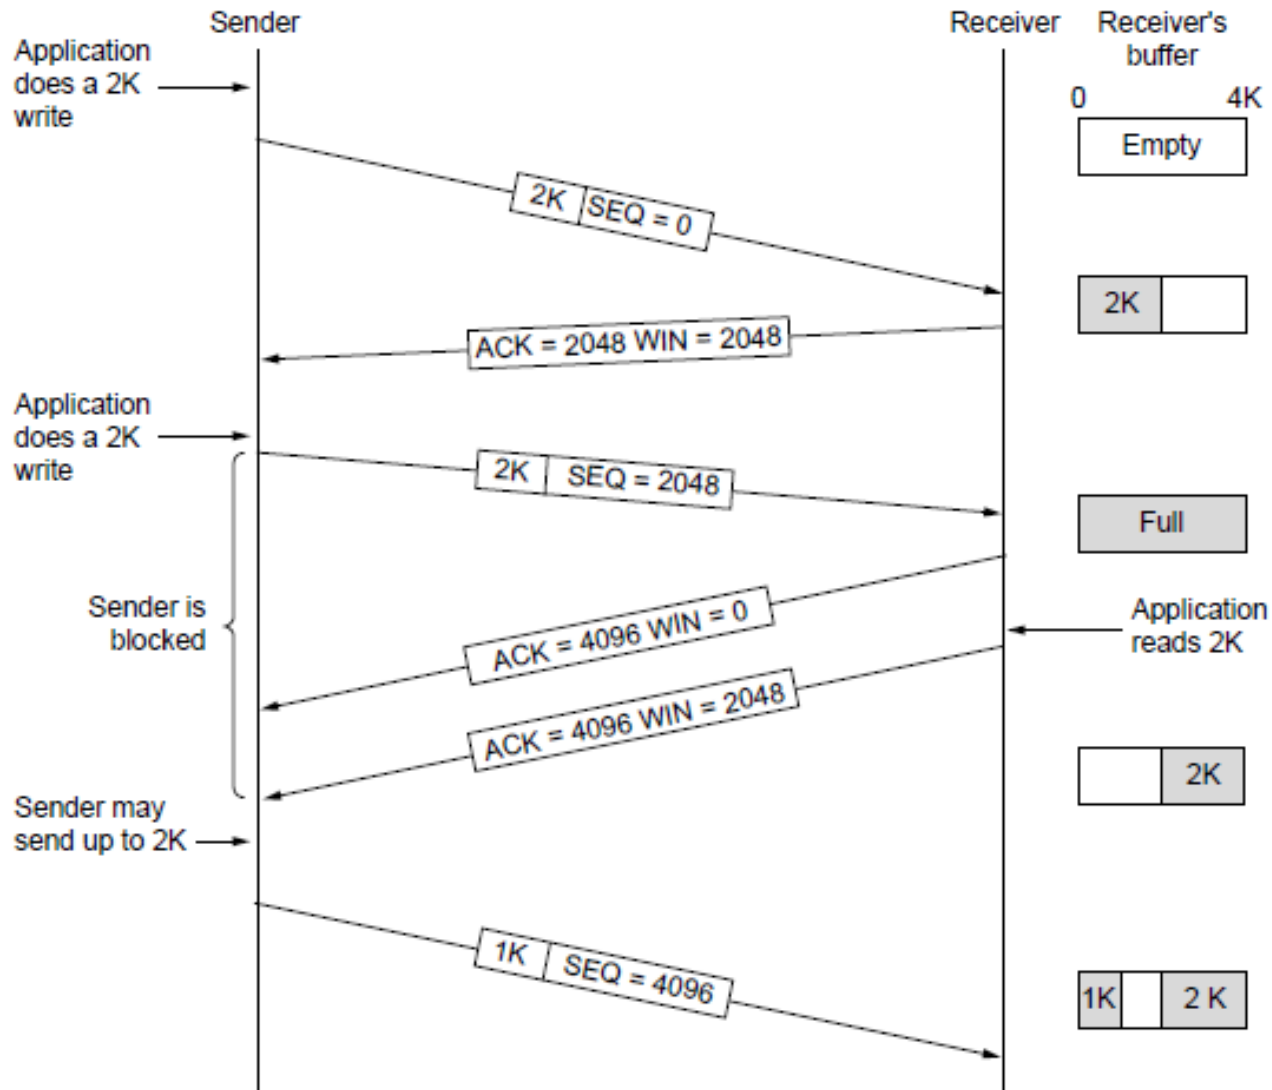 Sender
Receiver
Receiver's
buffer
Application
does a 2K
write
0 4K
Empty
2K SEQ = 0
2K
ACK = 2048 WIN = 2048
Application
does a 2K
write
2K SEQ = 2048
Full
Sender is
blocked
ACK = 4096 WIN = 0
Application
reads 2K
ACK = 4096 WIN = 2048
2K
Sender may
send up to 2K
1K SEQ = 4096
1K 2 K